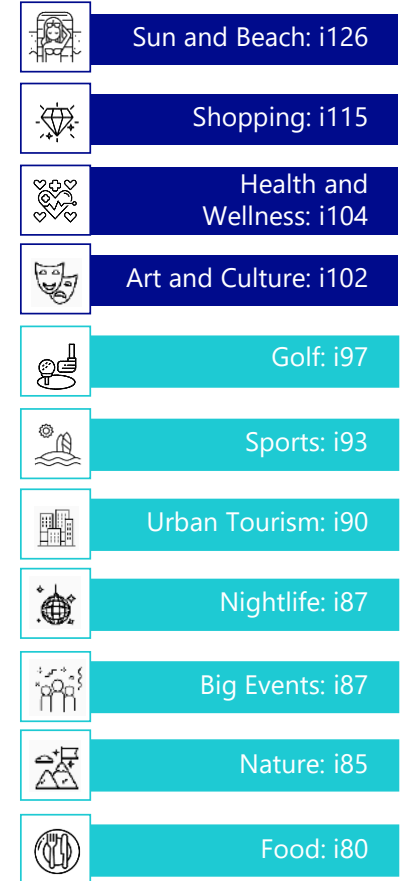 Sun and Beach: i126
Shopping: i115
Health and
Wellness: i104
Art and Culture: i102
Golf: i97
Sports: i93
Urban Tourism: i90
Nightlife: i87
Big Events: i87
Nature: i85
Food: i80